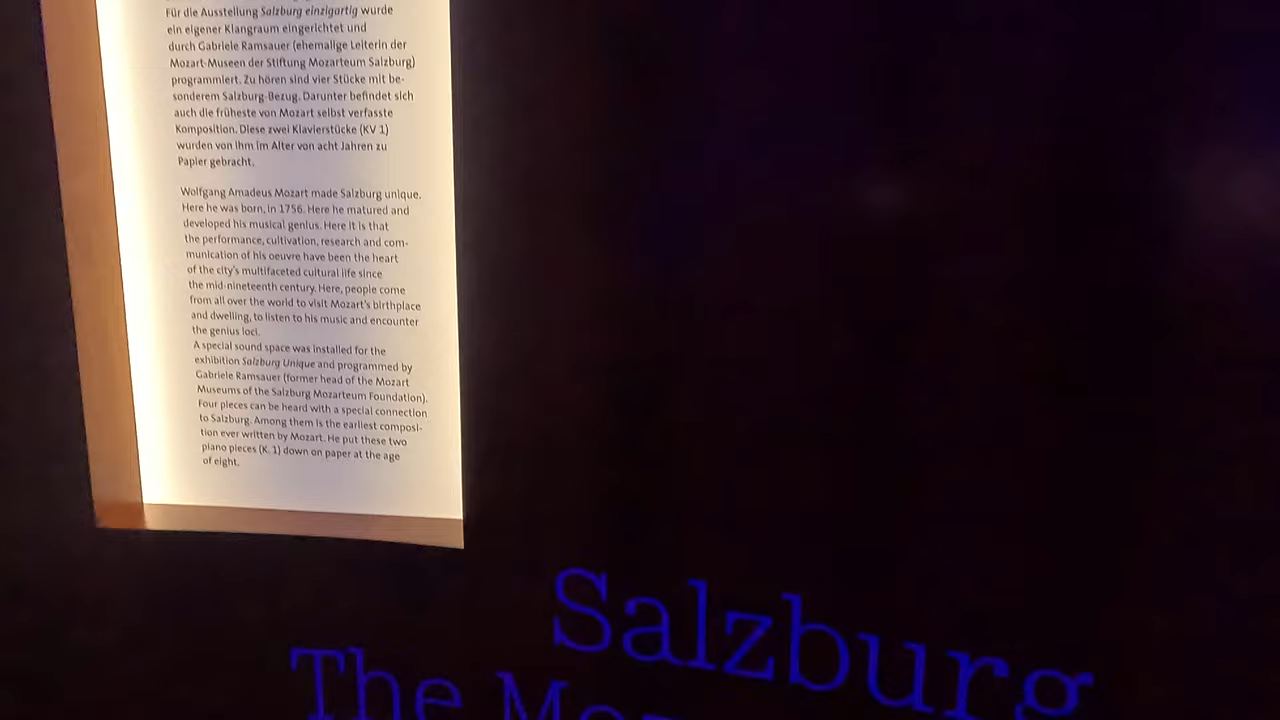 Für die Ausstellung Salzburg einzigartig wurde
ein eigener Klangraum eingerichtet und
durch Gabriele Ramsauer (ehemalige Leiterin der
Mozart-Museen der Stiftung Mozarteum Salzburg)
programmiert. Zu hören sind vier Stücke mit be-
sonderem Salzburg-Bezug. Darunter befindet sich
auch die früheste von Mozart selbst verfasste
Komposition. Diese zwei Klavierstücke (KV 1)
wurden von ihm im Alter von acht Jahren zu
Papier gebracht.
Wolfgang Amadeus Mozart made Salzburg unique.
Here he was born, in 1756. Here he matured and
developed his musical genius. Here it is that
the performance, cultivation, research and com-
munication of his oeuvre have been the heart
of the city's multifaceted cultural life since
the mid-nineteenth century. Here, people come
from all over the world to visit Mozart's birthplace
and dwelling, to listen to his music and encounter
the genius loci.
A special sound space was installed for the
exhibition Salzburg Unique and programmed by
Gabriele Ramsauer (former head of the Mozart
Museums of the Salzburg Mozarteum Foundation).
Four pieces can be heard with a special connection
to Salzburg. Among them is the earliest composi-
tion ever written by Mozart. He put these two
piano pieces (K. 1) down on paper at the age
of eight.
Salzburg
The